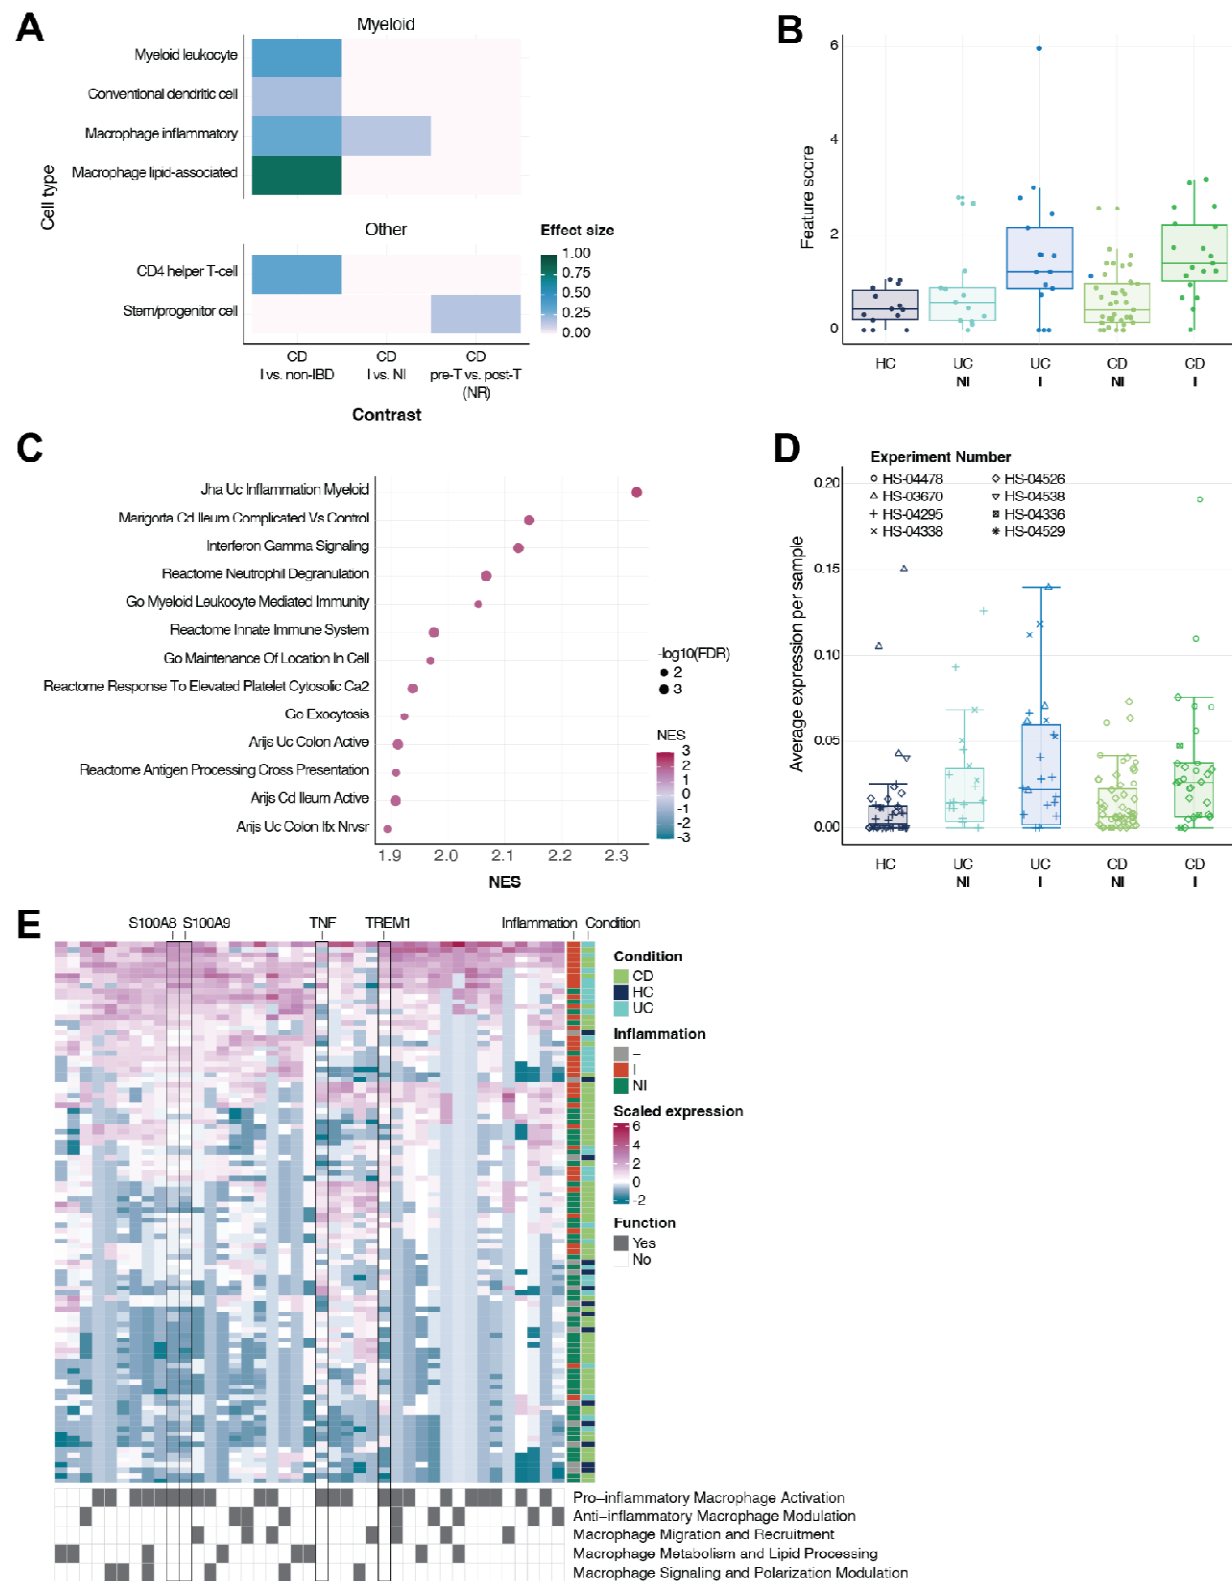 A
Myeloid
Myeloid leukocyte
Conventional dendritic cell
Macrophage inflammatory
Macrophage lipid-associated
Cell type
Other
CD4 helper T-cell
Stem/progenitor cell
Effect size
1.00
0.75
0.50
0.25
0.00
CD
I vs. non-IBD
CD
I vs. NI
CD
pre-T vs. post-T
(NR)
Contrast
B
Feature score
6
4
2
0
HC
UC
NI
UC
I
CD
NI
CD
I
C
Jha Uc Inflammation Myeloid
Marigorta Cd Ileum Complicated Vs Control
Interferon Gamma Signaling
Reactome Neutrophil Degranulation
Go Myeloid Leukocyte Mediated Immunity
Reactome Innate Immune System
Go Maintenance Of Location In Cell
Reactome Response To Elevated Platelet Cytosolic Ca2
Go Exocytosis
Arijs Uc Colon Active
Reactome Antigen Processing Cross Presentation
Arijs Cd Ileum Active
Arijs Uc Colon Ifx Nrvsr
1.9 2.0 2.1 2.2 2.3
NES
-log10(FDR)
2
3
NES
3
2
1
0
-1
-2
-3
D
Experiment Number
HS-04478
HS-03670
HS-04295
HS-04338
HS-04526
HS-04538
HS-04336
HS-04529
Average expression per sample
0.20
0.15
0.10
0.05
0.00
HC
UC
NI
UC
I
CD
NI
CD
I
E
S100A8 S100A9 TNF TREM1 Inflammation Condition
Condition
CD
HC
UC
Inflammation
–
I
NI
Scaled expression
6
4
2
0
-2
Function
Yes
No
Pro–inflammatory Macrophage Activation
Anti–inflammatory Macrophage Modulation
Macrophage Migration and Recruitment
Macrophage Metabolism and Lipid Processing
Macrophage Signaling and Polarization Modulation